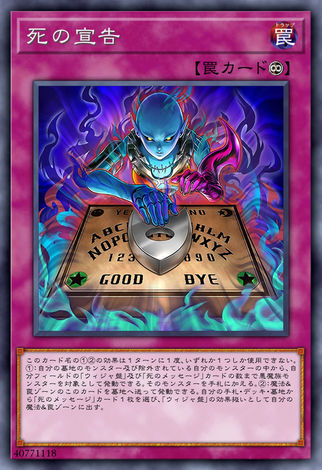 死の宣告
トラップ
罠
【罠カード】
YES
NO
ABC
KLM
NOP
WXYZ
123
890
GOOD BYE
このカード名の①②の効果は1ターンに1度、いずれか1つしか使用できない。
①:自分の墓地のモンスター及び除外されている自分のモンスターの中から、自
分フィールドの「ウィジャ盤」及び「死のメッセージ」カードの数まで悪魔族モ
ンスターを対象として発動できる。そのモンスターを手札に加える。②:魔法&
罠ゾーンのこのカードを墓地へ送って発動できる。自分の手札・デッキ・墓地か
ら「死のメッセージ」カード1枚を選び、「ウィジャ盤」の効果扱いとして自分の
魔法&罠ゾーンに出す。
40771118